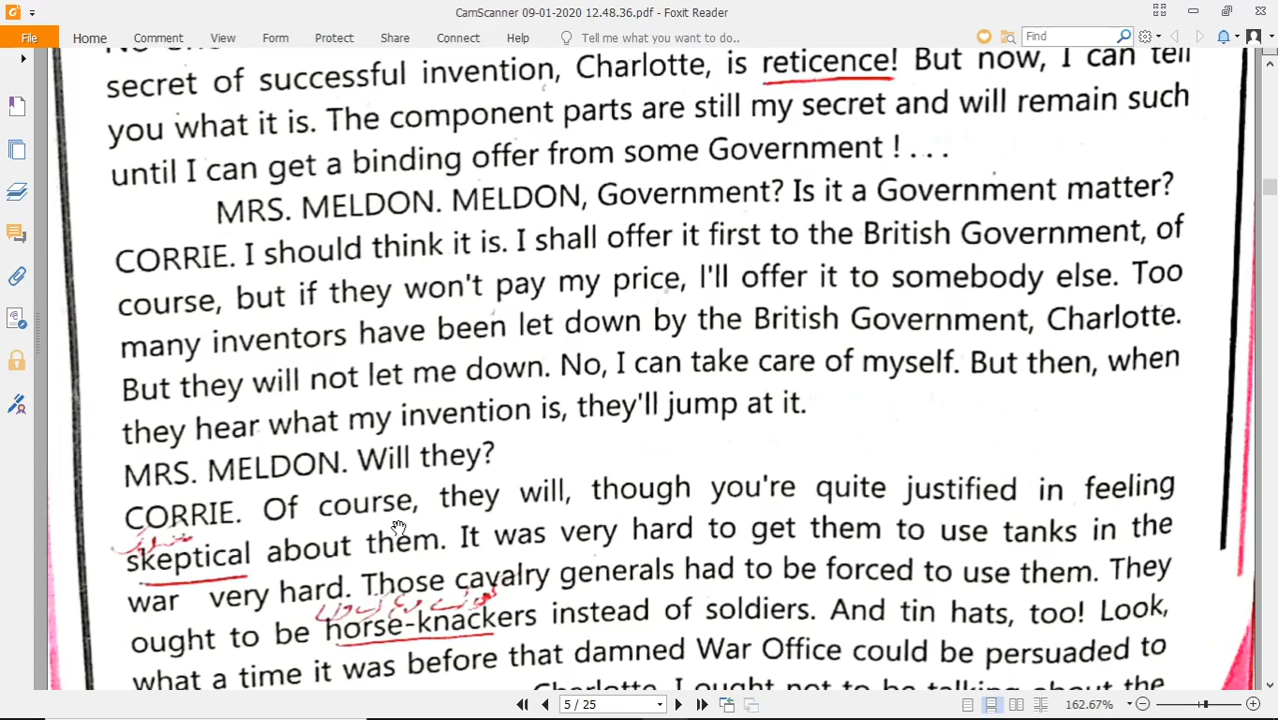 CamScanner 09-01-2020 12.48.36.pdf - Foxit Reader
File Home Comment View Form Protect Share Connect Help Tell me what you want to do.. Find
secret of successful invention, Charlotte, is reticence! But now, I can tell
you what it is. The component parts are still my secret and will remain such
until I can get a binding offer from some Government ! . . .
MRS. MELDON. MELDON, Government? Is it a Government matter?
CORRIE. I should think it is. I shall offer it first to the British Government, of
course, but if they won't pay my price, I'll offer it to somebody else. Too
many inventors have been let down by the British Government, Charlotte.
But they will not let me down. No, I can take care of myself. But then, when
they hear what my invention is, they'll jump at it.
MRS. MELDON. Will they?
CORRIE. Of course, they will, though you're quite justified in feeling
skeptical about them. It was very hard to get them to use tanks in the
war very hard. Those cavalry generals had to be forced to use them. They
ought to be horse-knackers instead of soldiers. And tin hats, too! Look,
what a time it was before that damned War Office could be persuaded to
Charlotte, I ought not to be talking about the
5 / 25 162.67%